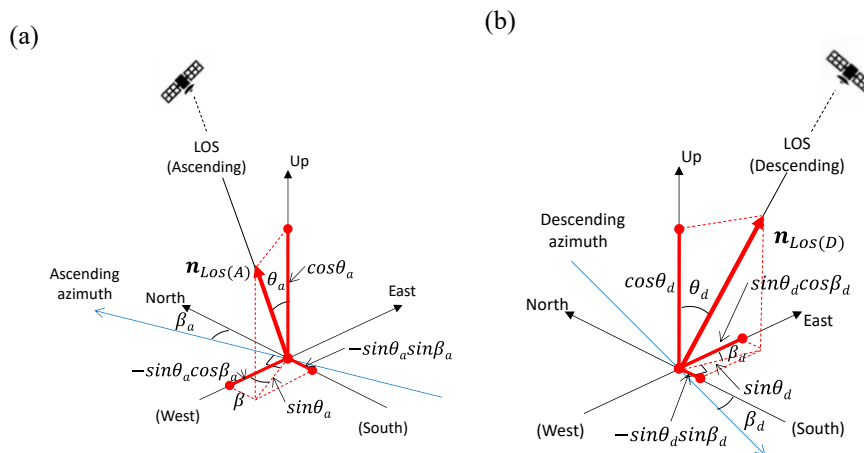 (a)
LOS
(Ascending)
Up
n_Los(A)
θ_a
cosθ_a
Ascending
azimuth
North
East
β_a
−sinθ_a sinβ_a
−sinθ_a cosβ_a
β
sinθ_a
(West)
(South)
(b)
LOS
(Descending)
Up
Descending
azimuth
n_Los(D)
cosθ_d
θ_d
sinθ_d cosβ_d
North
East
β_d
sinθ_d
(West)
−sinθ_d sinβ_d
β_d
(South)